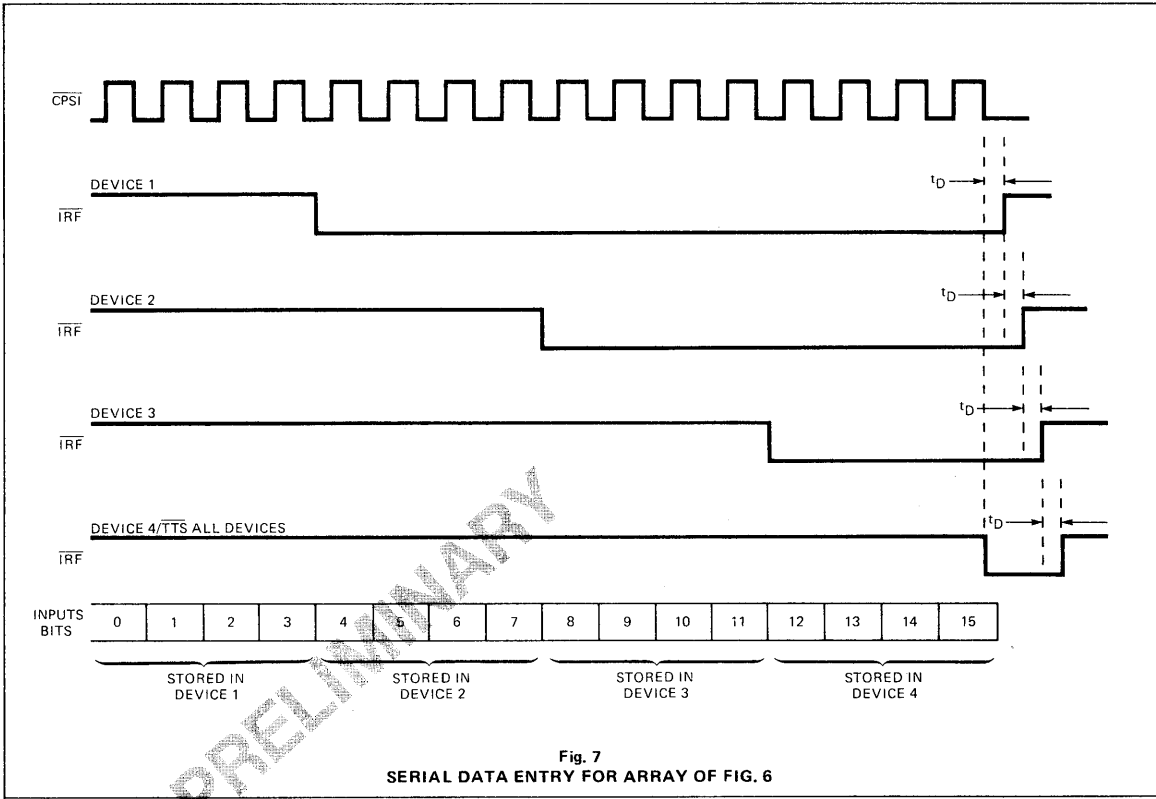 CPSI
DEVICE 1
tD
IRF
DEVICE 2
tD
IRF
DEVICE 3
tD
IRF
DEVICE 4/TTS ALL DEVICES
tD
IRF
INPUTS BITS
0 1 2 3 4 5 6 7 8 9 10 11 12 13 14 15
STORED IN DEVICE 1
STORED IN DEVICE 2
STORED IN DEVICE 3
STORED IN DEVICE 4
PRELIMINARY
Fig. 7
SERIAL DATA ENTRY FOR ARRAY OF FIG. 6